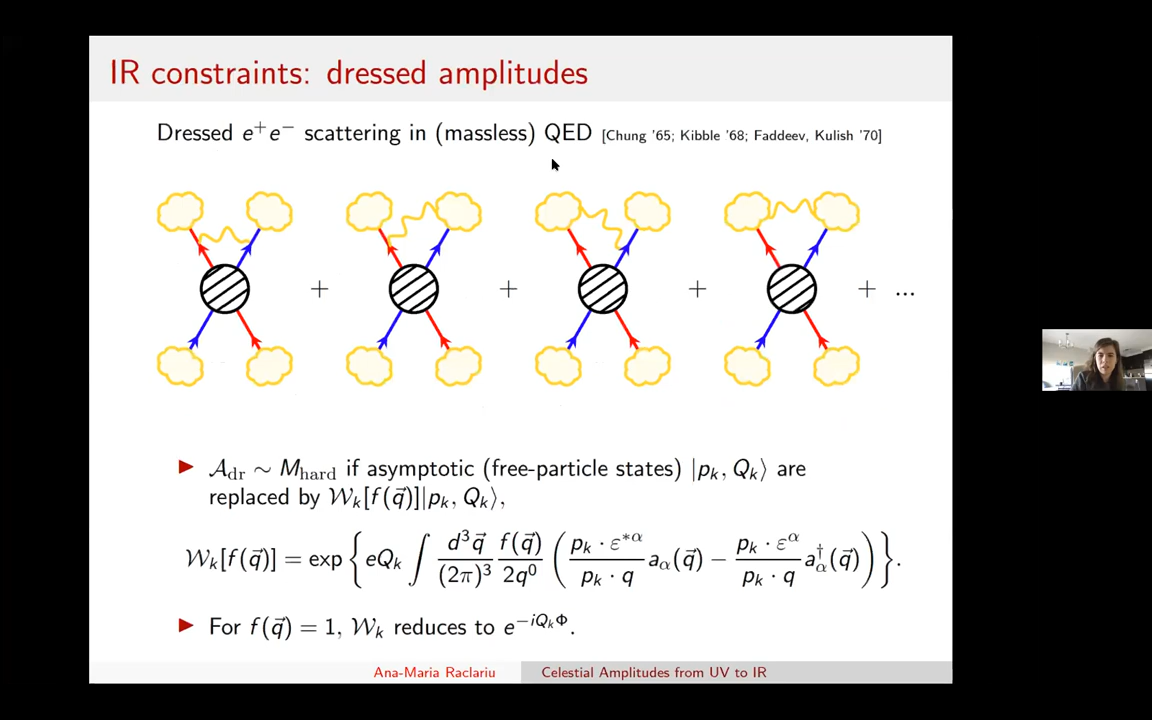 IR constraints: dressed amplitudes
Dressed e⁺e⁻ scattering in (massless) QED [Chung '65; Kibble '68; Faddeev, Kulish '70]
+ + + + ...
► 𝒜_dr ∼ M_hard if asymptotic (free-particle states) |p_k, Q_k⟩ are
replaced by 𝒲_k[f(q⃗)]|p_k, Q_k⟩,
𝒲_k[f(q⃗)] = exp { eQ_k ∫ d³q⃗/(2π)³ f(q⃗)/2q⁰ ( p_k · ε*^α / p_k · q a_α(q⃗) − p_k · ε^α / p_k · q a_α^†(q⃗) ) } .
► For f(q⃗) = 1, 𝒲_k reduces to e^{−iQ_kΦ}.
Ana-Maria Raclariu Celestial Amplitudes from UV to IR